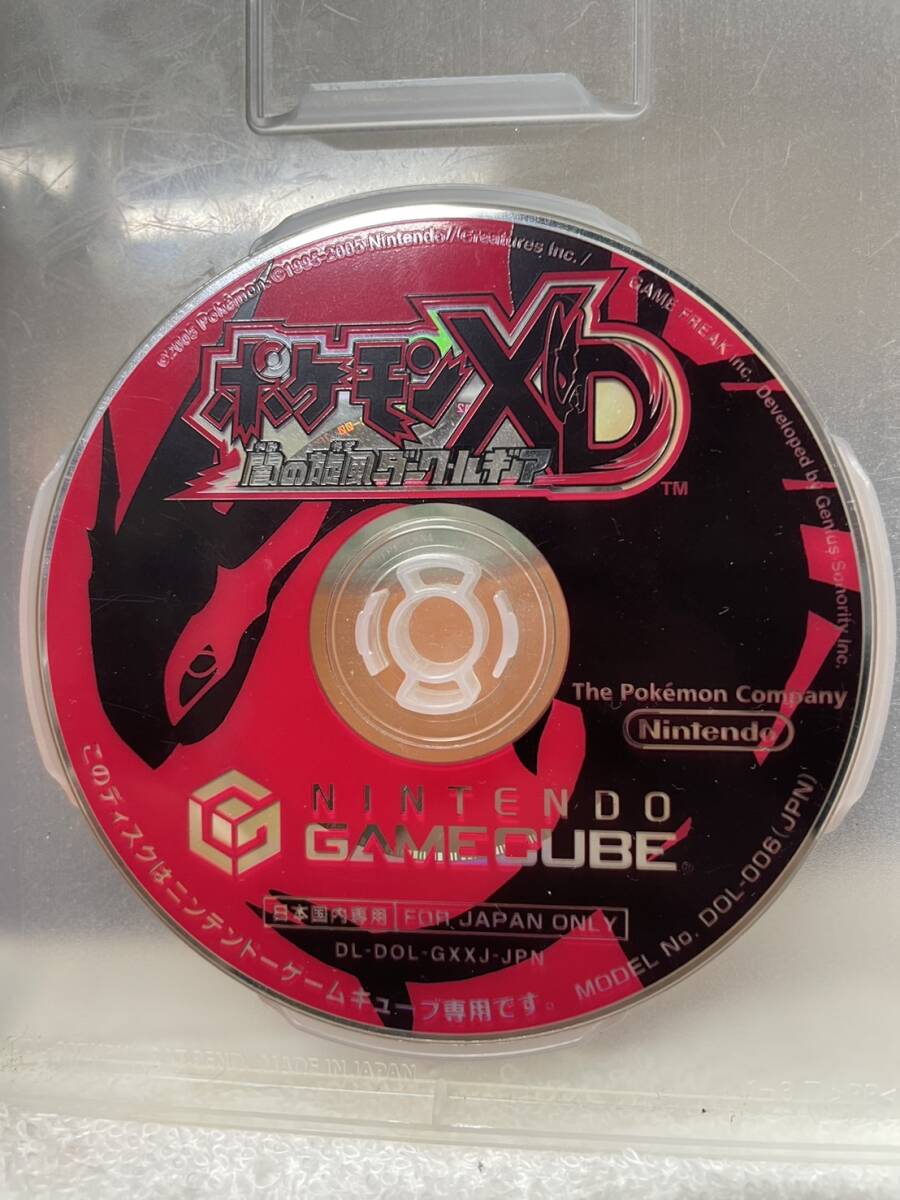 ©2005 Pokémon. ©1995-2005 Nintendo/Creatures Inc./
GAME FREAK inc. Developed by Genius Sonority Inc.
ポケモンXD
闇の旋風ダーク・ルギア
TM
The Pokémon Company
Nintendo
NINTENDO
GAMECUBE®
日本国内専用 FOR JAPAN ONLY
DL-DOL-GXXJ-JPN
このディスクはニンテンドーゲームキューブ専用です。
MODEL No. DOL-006(JPN)
MADE IN JAPAN